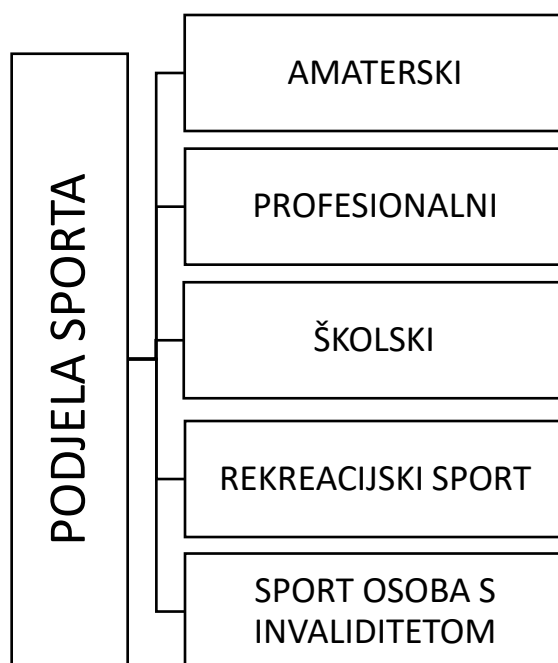 PODJELA SPORTA
AMATERSKI
PROFESIONALNI
ŠKOLSKI
REKREACIJSKI SPORT
SPORT OSOBA S
INVALIDITETOM